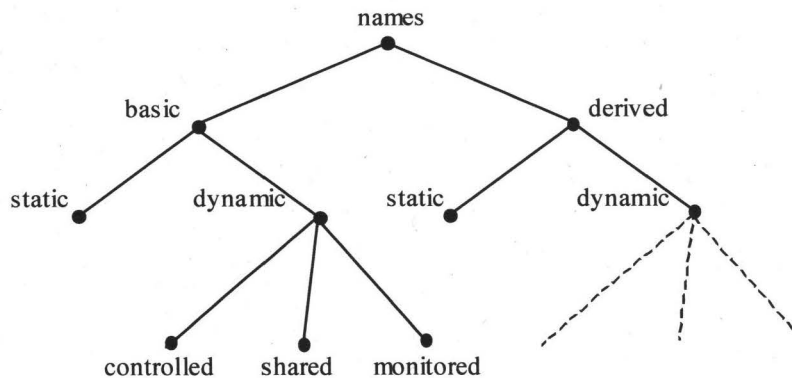 names
basic
derived
static
dynamic
static
dynamic
controlled
shared
monitored